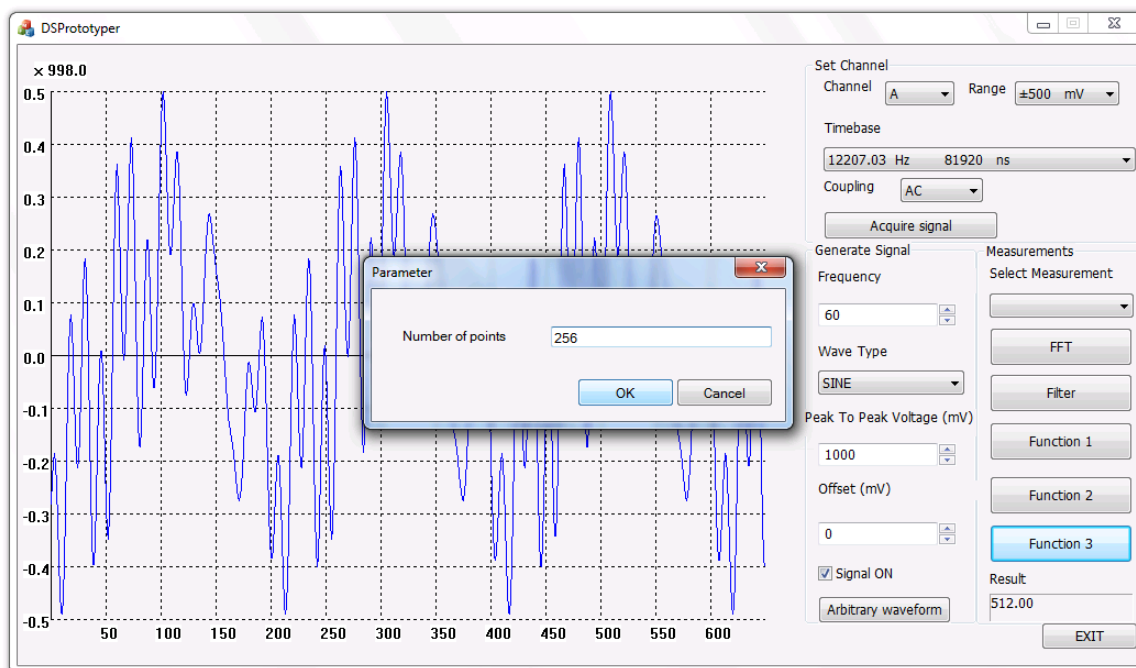 DSPrototyper
× 998.0
0.5
0.4
0.3
0.2
0.1
0.0
-0.1
-0.2
-0.3
-0.4
-0.5
50 100 150 200 250 300 350 400 450 500 550 600
Parameter
Number of points 256
OK Cancel
Set Channel
Channel A Range ±500 mV
Timebase
12207.03 Hz 81920 ns
Coupling AC
Acquire signal
Generate Signal
Frequency
60
Wave Type
SINE
Peak To Peak Voltage (mV)
1000
Offset (mV)
0
Signal ON
Arbitrary waveform
Measurements
Select Measurement
FFT
Filter
Function 1
Function 2
Function 3
Result
512.00
EXIT